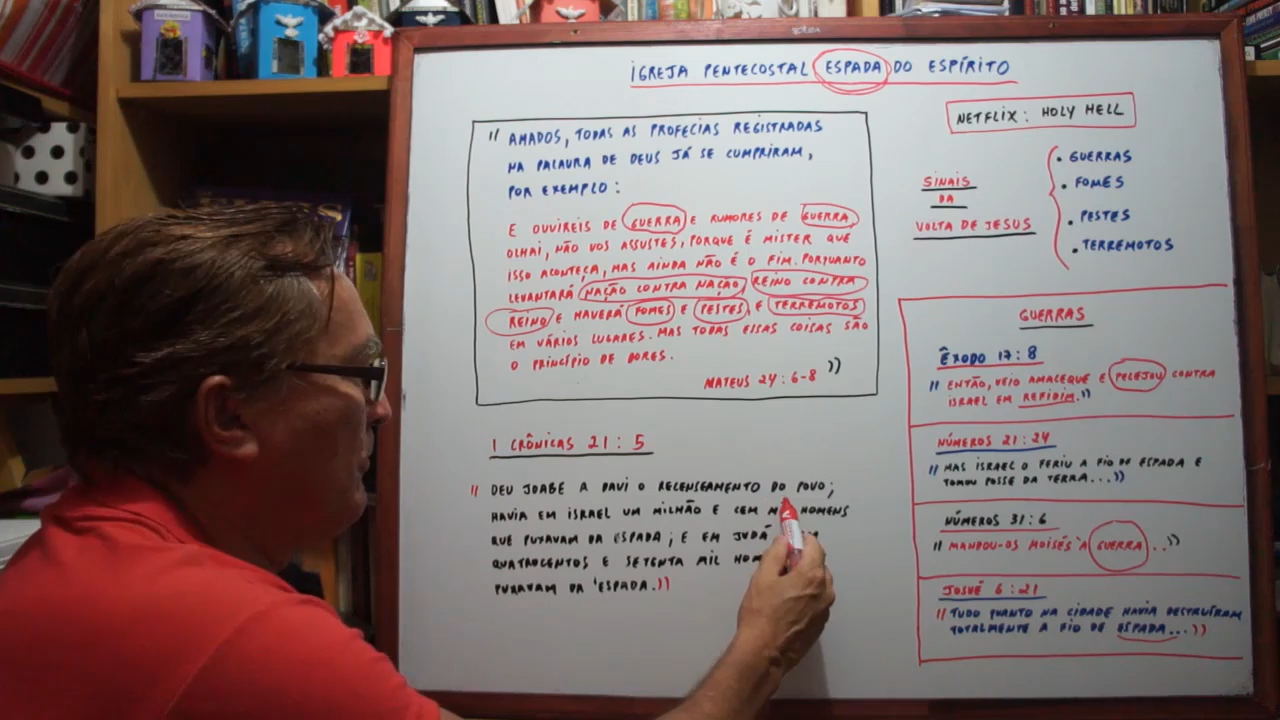 IGREJA PENTECOSTAL ESPADA DO ESPÍRITO
NETFLIX: HOLY HELL
SINAIS
DA
VOLTA DE JESUS
• GUERRAS
• FOMES
• PESTES
• TERREMOTOS
" AMADOS, TODAS AS PROFECIAS REGISTRADAS
NA PALAVRA DE DEUS JÁ SE CUMPRIRAM,
POR EXEMPLO:
E OUVIREIS DE GUERRA E RUMORES DE GUERRA
OLHAI, NÃO VOS ASSUSTES, PORQUE É MISTER QUE
ISSO ACONTEÇA, MAS AINDA NÃO É O FIM. PORQUANTO
LEVANTARÁ NAÇÃO CONTRA NAÇÃO REINO CONTRA
REINO E HAVERÁ FOMES E PESTES, E TERREMOTOS
EM VÁRIOS LUGARES. MAS TODAS ESSAS COISAS SÃO
O PRINCÍPIO DE DORES.
MATEUS 24:6-8 "
1 CRÔNICAS 21:5
" DEU JOABE A DAVI O RECENSEAMENTO DO POVO;
HAVIA EM ISRAEL UM MILHÃO E CEM HOMENS
QUE PUXAVAM DA ESPADA; E EM JUDÁ
QUATROCENTOS E SETENTA MIL
PUXAVAM DA 'ESPADA. "
GUERRAS
ÊXODO 17:8
" ENTÃO, VEIO AMALEQUE E PELEJOU CONTRA
ISRAEL EM REFIDIM. "
NÚMEROS 21:24
" MAS ISRAEL O FERIU A FIO DE ESPADA E
TOMOU POSSE DA TERRA... "
NÚMEROS 31:6
" MANDOU-OS MOISÉS À GUERRA... "
JOSUÉ 6:21
" TUDO QUANTO NA CIDADE HAVIA DESTRUÍRAM
TOTALMENTE A FIO DE ESPADA... "